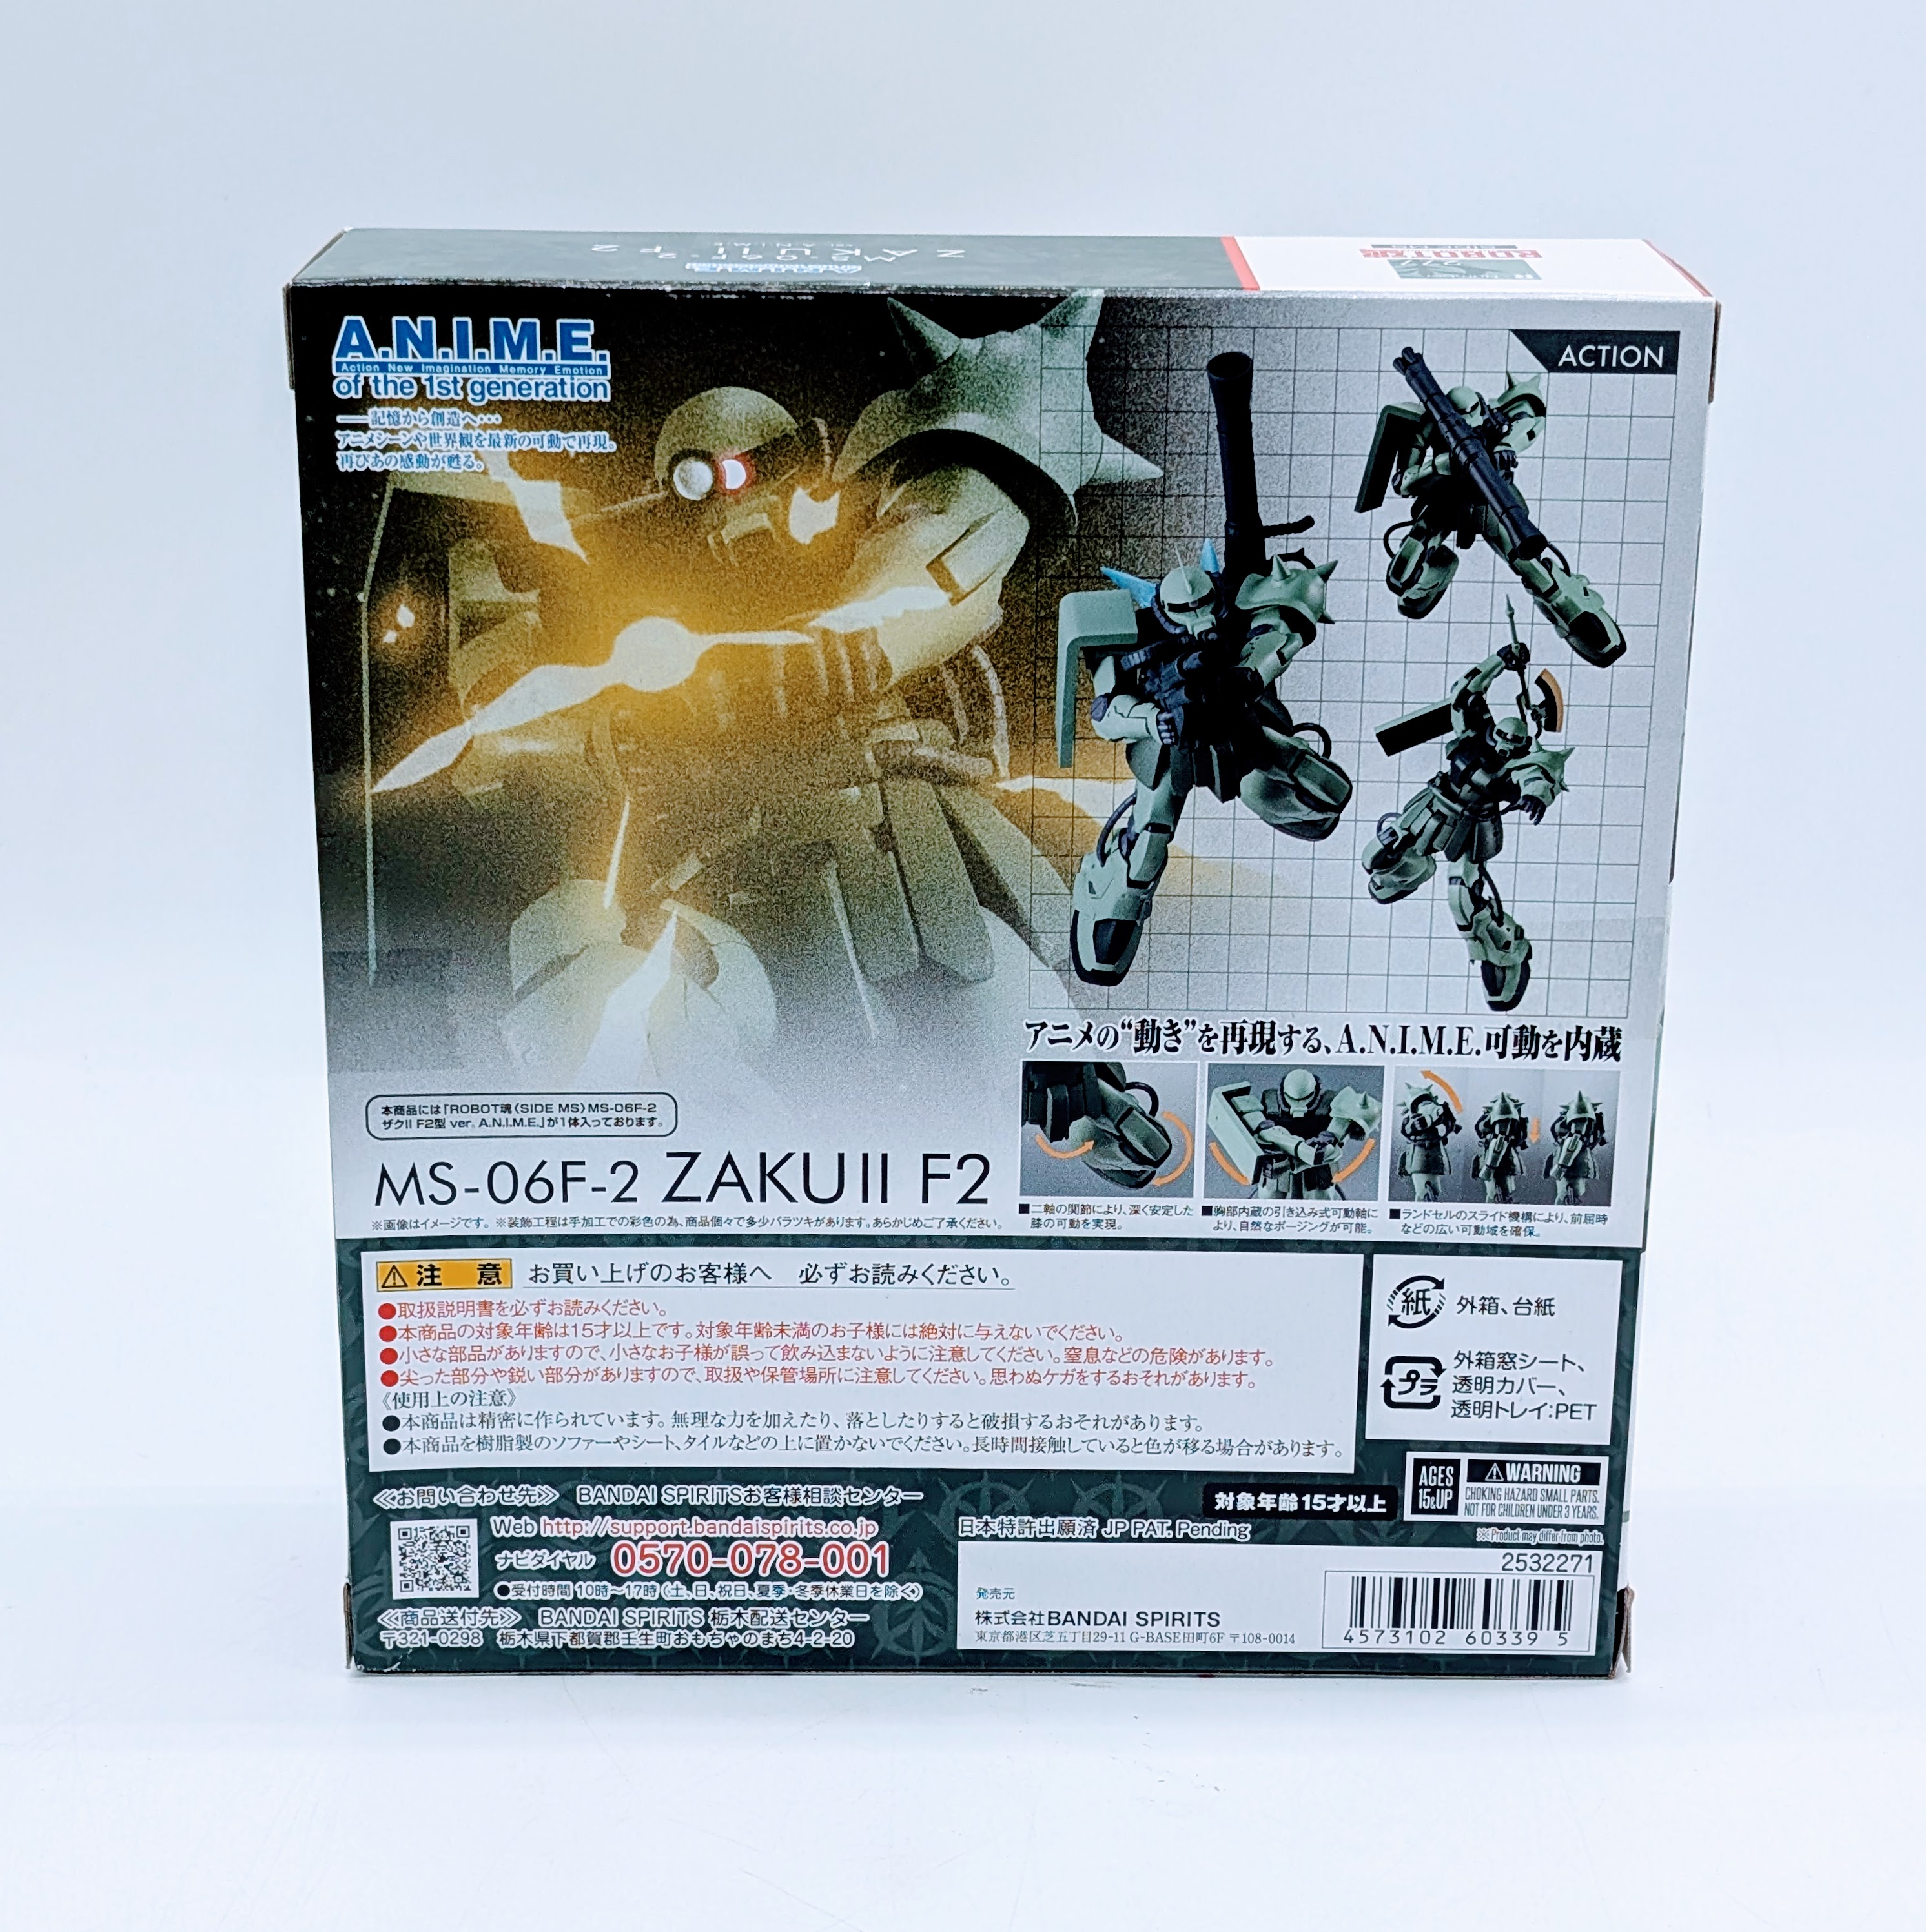 MS-06F-2
ZAKU II F2
ROBOT魂
A.N.I.M.E.
Action New Imagination Memory Emotion
of the 1st generation
――記憶から創造へ…
アニメシーンや世界観を最新の可動で再現。
再びあの感動が甦る。
ACTION
アニメの“動き”を再現する、A.N.I.M.E.可動を内蔵
■二軸の関節により、深く安定した
膝の可動を実現。
■胸部内蔵の引き込み式可動軸に
より、自然なポージングが可能。
■ランドセルのスライド機構により、前屈時
などの広い可動域を確保。
本商品には「ROBOT魂〈SIDE MS〉MS-06F-2
ザクII F2型 ver. A.N.I.M.E.」が1体入っております。
MS-06F-2 ZAKUII F2
※画像はイメージです。 ※装飾工程は手加工での彩色の為、商品個々で多少バラツキがあります。あらかじめご了承ください。
⚠注 意 お買い上げのお客様へ 必ずお読みください。
●取扱説明書を必ずお読みください。
●本商品の対象年齢は15才以上です。対象年齢未満のお子様には絶対に与えないでください。
●小さな部品がありますので、小さなお子様が誤って飲み込まないように注意してください。窒息などの危険があります。
●尖った部分や鋭い部分がありますので、取扱や保管場所に注意してください。思わぬケガをするおそれがあります。
《使用上の注意》
●本商品は精密に作られています。無理な力を加えたり、落としたりすると破損するおそれがあります。
●本商品を樹脂製のソファーやシート、タイルなどの上に置かないでください。長時間接触していると色が移る場合があります。
紙 外箱、台紙
プラ 外箱窓シート、
透明カバー、
透明トレイ:PET
≪お問い合わせ先≫ BANDAI SPIRITSお客様相談センター
Web http://support.bandaispirits.co.jp
ナビダイヤル 0570-078-001
●受付時間 10時〜17時(土、日、祝日、夏季・冬季休業日を除く)
≪商品送付先≫ BANDAI SPIRITS 栃木配送センター
〒321-0298 栃木県下都賀郡壬生町おもちゃのまち4-2-20
対象年齢15才以上
AGES
15&UP
⚠WARNING
CHOKING HAZARD SMALL PARTS.
NOT FOR CHILDREN UNDER 3 YEARS.
※Product may differ from photo.
日本特許出願済 JP PAT. Pending
2532271
発売元
株式会社BANDAI SPIRITS
東京都港区芝五丁目29-11 G-BASE田町6F 〒108-0014
4573102 60339 5